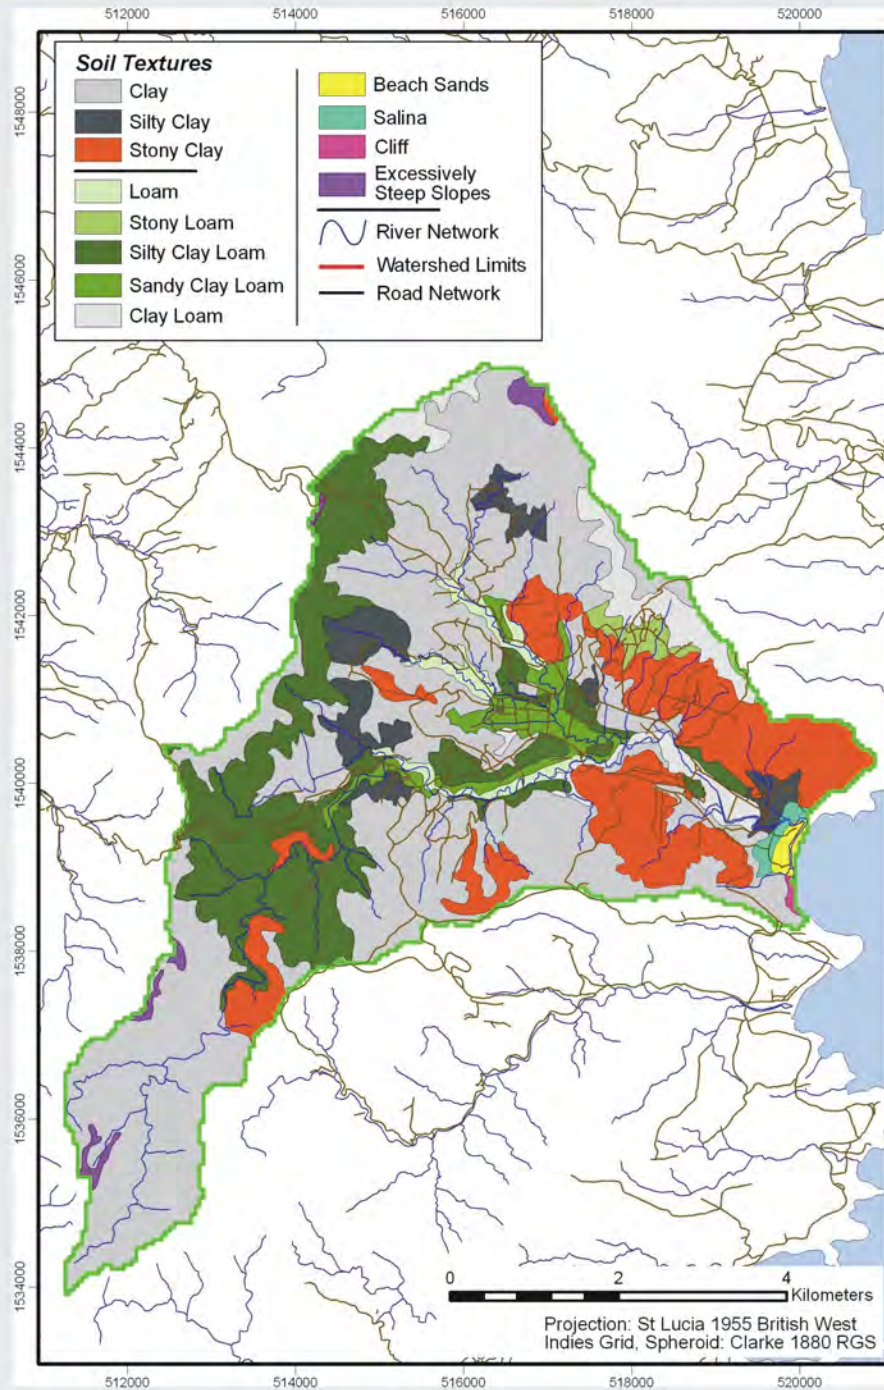 512000 514000 516000 518000 520000
Soil Textures
Clay
Silty Clay
Stony Clay
Loam
Stony Loam
Silty Clay Loam
Sandy Clay Loam
Clay Loam
Beach Sands
Salina
Cliff
Excessively
Steep Slopes
River Network
Watershed Limits
Road Network
1548000
1546000
1544000
1542000
1540000
1538000
1536000
1534000
0 2 4
Kilometers
Projection: St Lucia 1955 British West
Indies Grid, Spheroid: Clarke 1880 RGS
512000 514000 516000 518000 520000